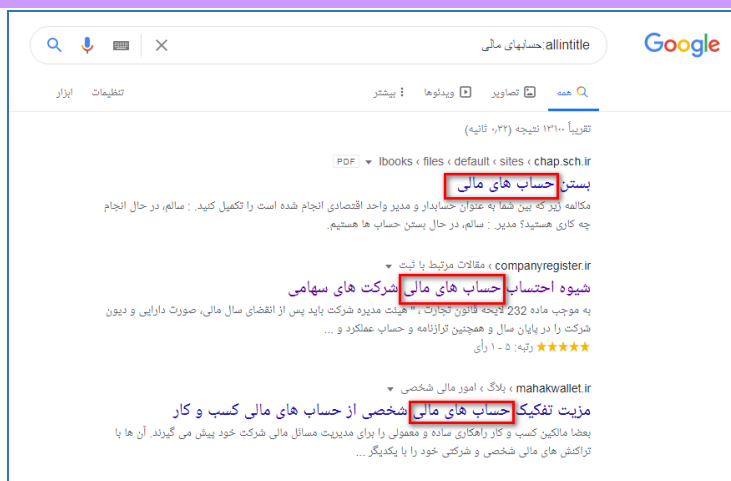 allintitle:حسابهای مالی
Google
همه تصاویر ویدئوها بیشتر تنظیمات ابزار
تقریباً ۱۳٬۱۰۰ نتیجه (۰٫۳۲ ثانیه)
chap.sch.ir › sites › default › files › lbooks PDF
بستن حساب های مالی
مکالمه زیر که بین شما به عنوان حسابدار و مدیر واحد اقتصادی انجام شده است را تکمیل کنید. : سالم، در حال انجام
چه کاری هستید؟ مدیر. : سالم، در حال بستن حساب ها هستیم.
companyregister.ir › مقالات مرتبط با ثبت
شیوه احتساب حساب های مالی شرکت های سهامی
به موجب ماده 232 لایحه قانون تجارت ، " هیئت مدیره شرکت باید پس از انقضای سال مالی، صورت دارایی و دیون
شرکت را در پایان سال و همچنین ترازنامه و حساب عملکرد و ...
رتبه: ۵ - ۱ رأی
mahakwallet.ir › بلاگ › امور مالی شخصی
مزیت تفکیک حساب های مالی شخصی از حساب های مالی کسب و کار
بعضا مالکین کسب و کار راهکاری ساده و معمولی را برای مدیریت مسائل مالی شرکت خود پیش می گیرند. آن ها با
تراکنش های مالی شخصی و شرکتی خود را با یکدیگر ...